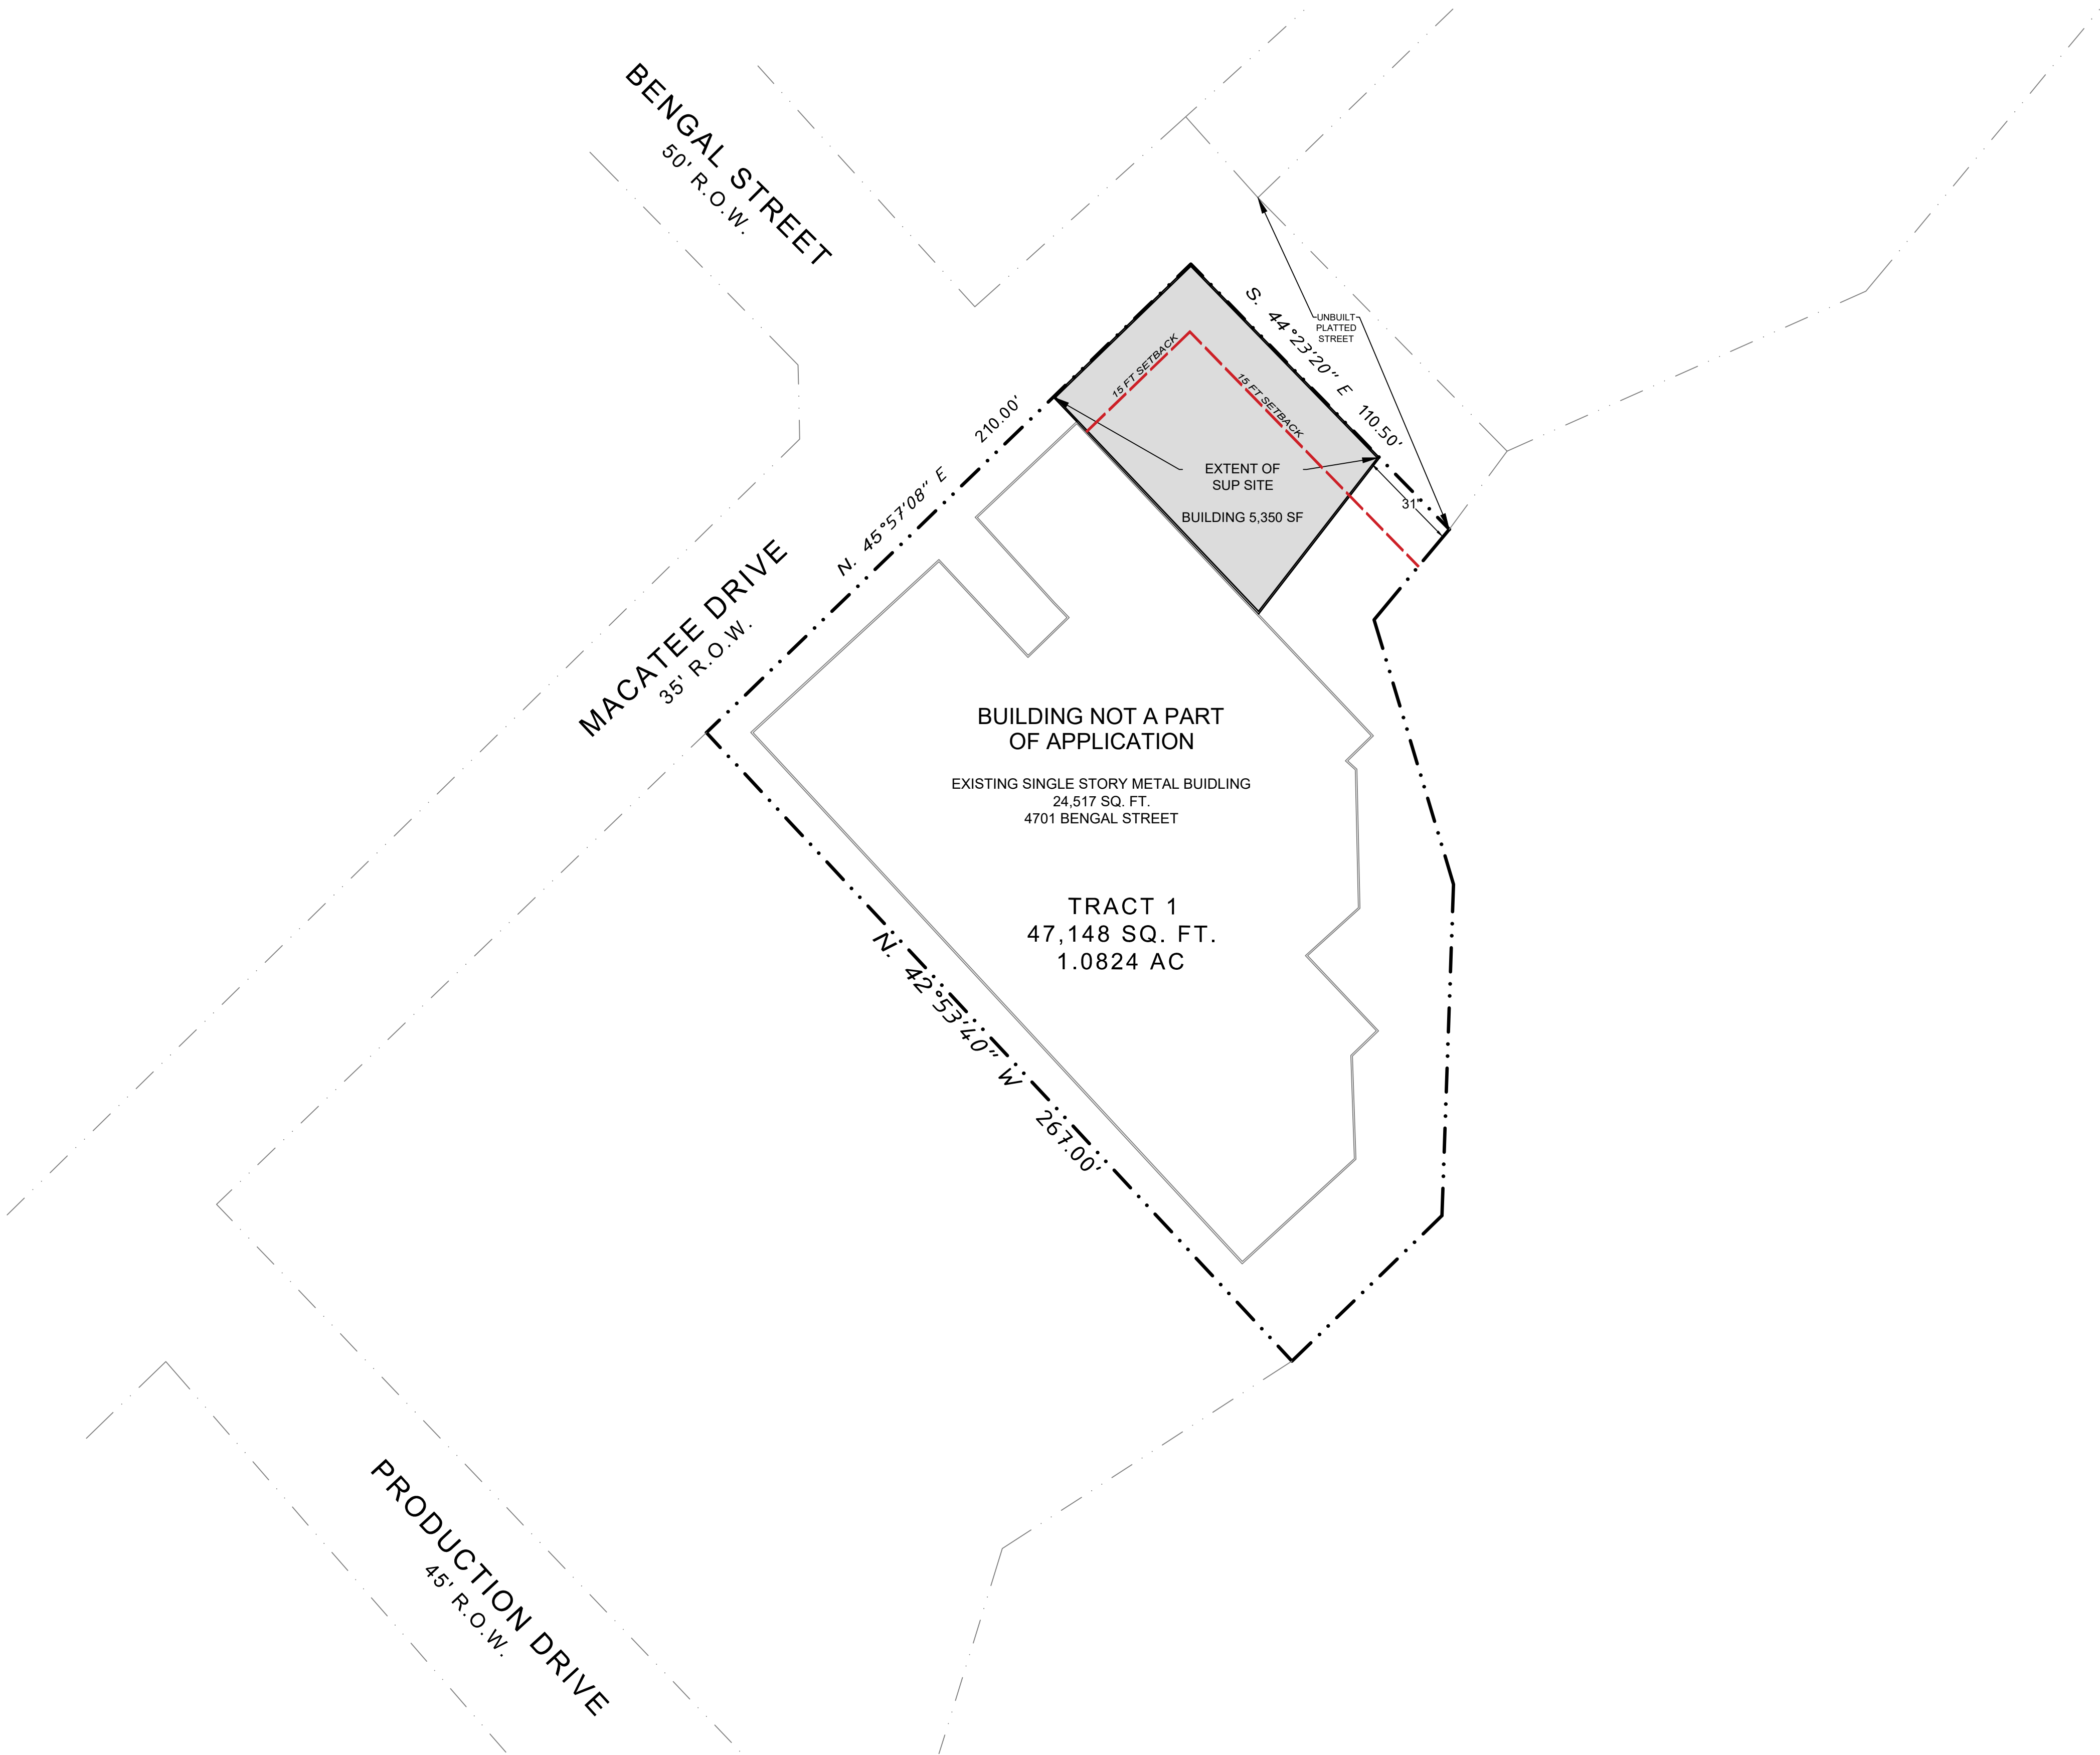 BENGAL STREET
50' R.O.W.
S. 44°23'20" E 110.50'
UNBUILT
PLATTED
STREET
15 FT SETBACK
15 FT SETBACK
N. 45°57'08" E 210.00'
EXTENT OF
SUP SITE
BUILDING 5,350 SF
31'
MACATEE DRIVE
35' R.O.W.
BUILDING NOT A PART
OF APPLICATION
EXISTING SINGLE STORY METAL BUIDLING
24,517 SQ. FT.
4701 BENGAL STREET
TRACT 1
47,148 SQ. FT.
1.0824 AC
N. 42°53'40" W 267.00'
PRODUCTION DRIVE
45' R.O.W.